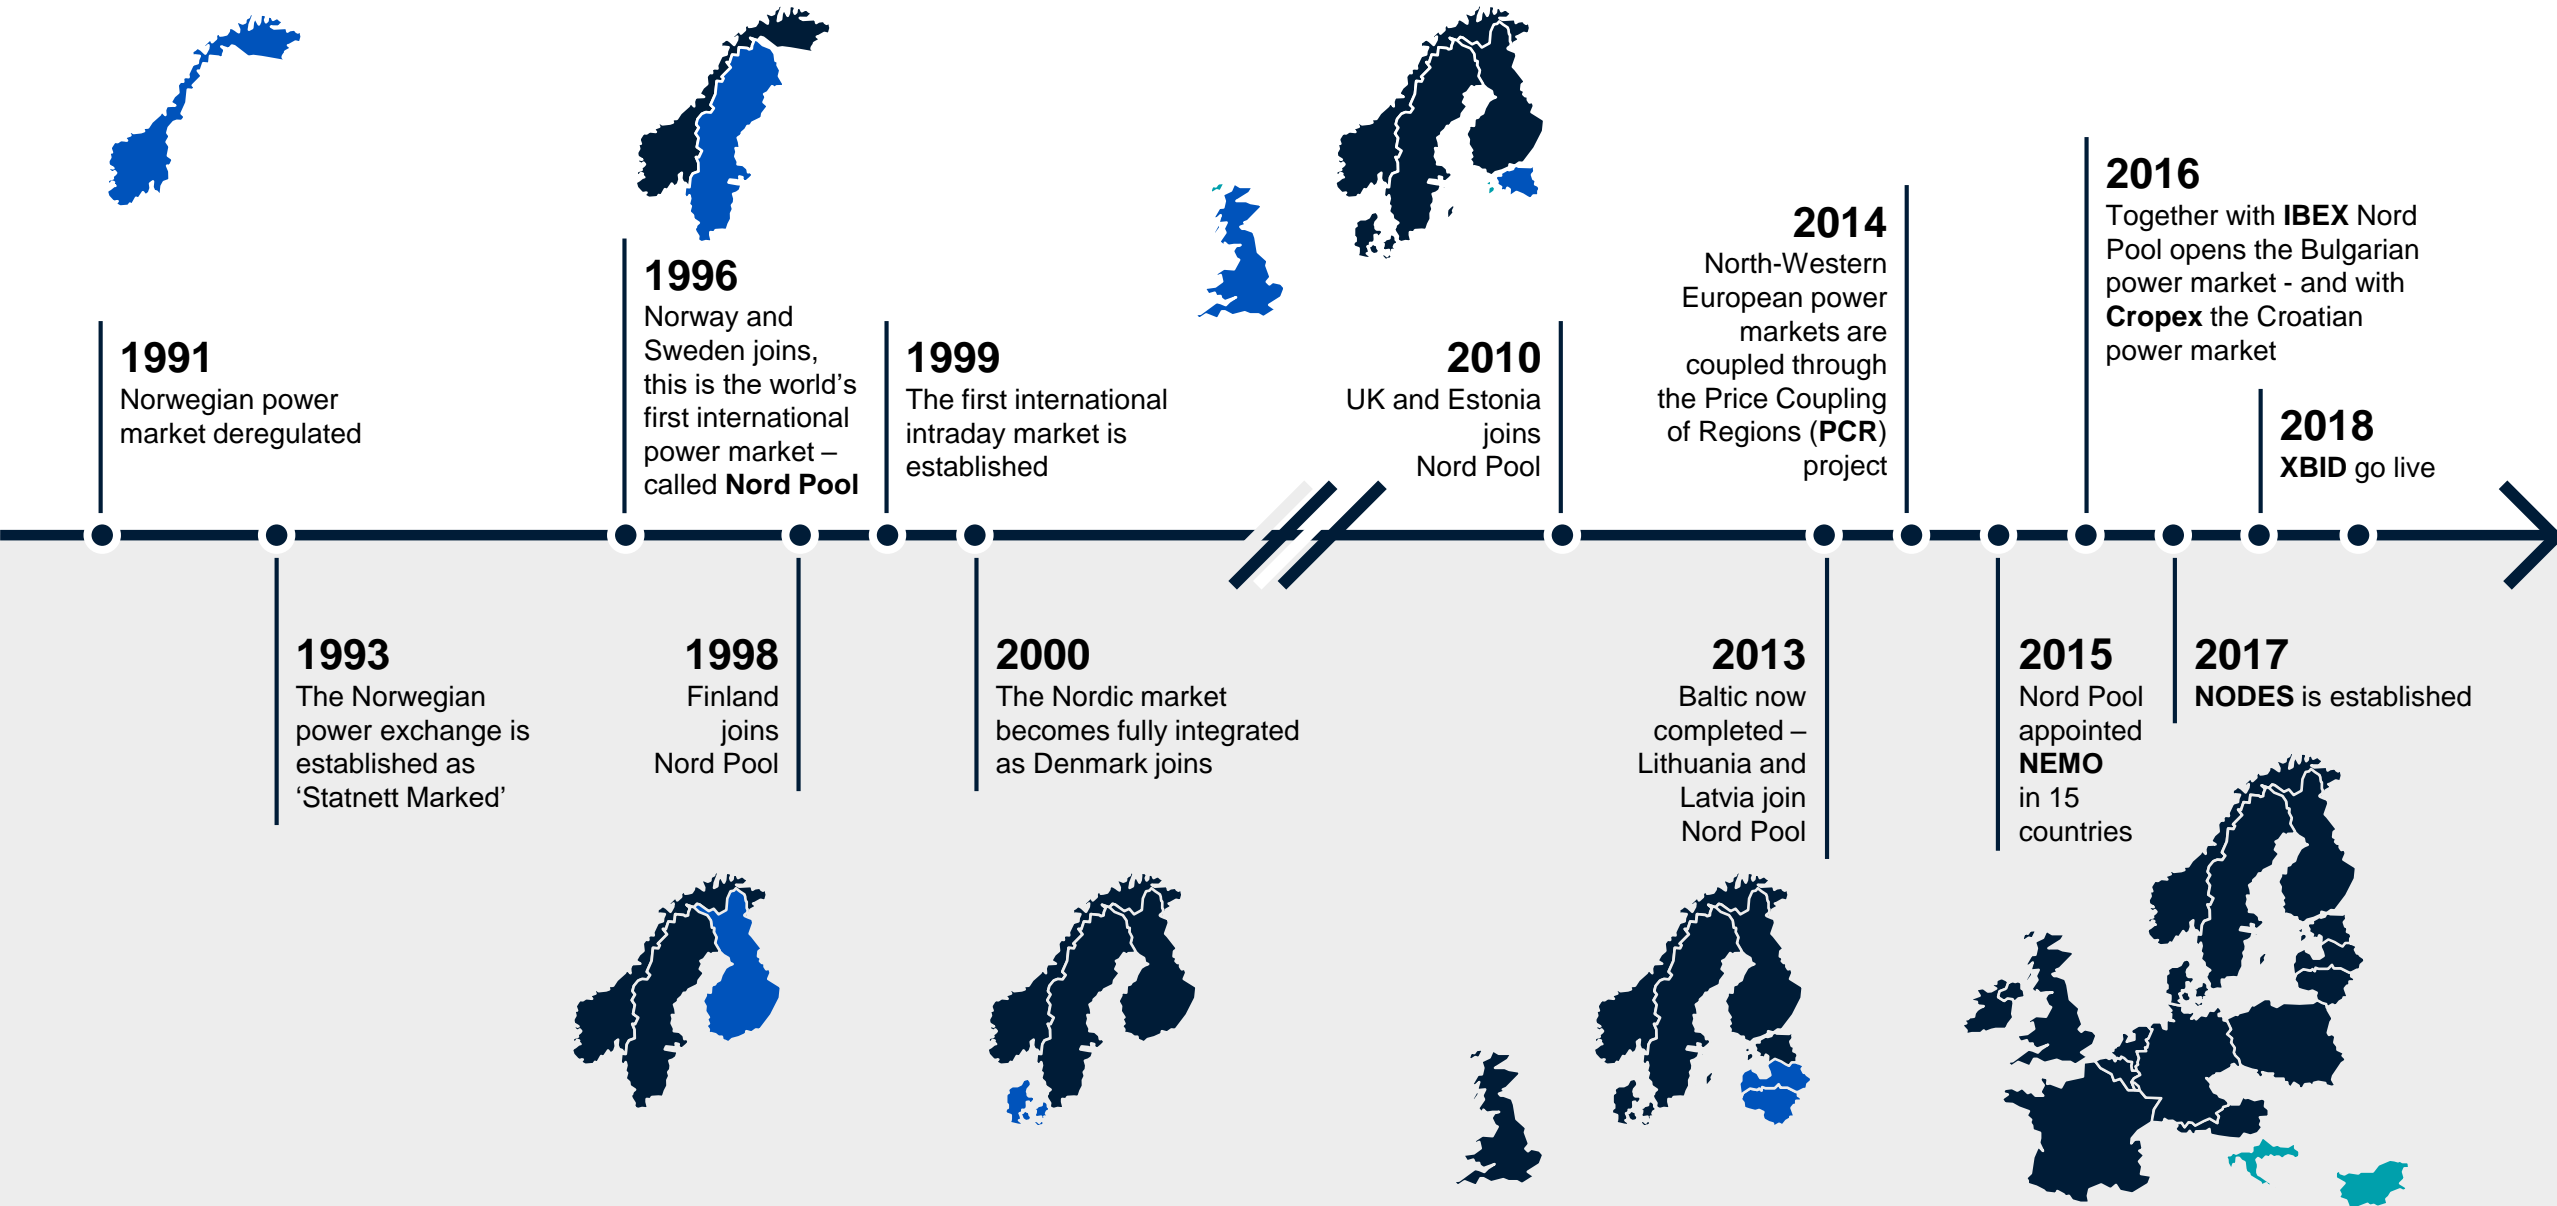 1991
Norwegian power
market deregulated
1993
The Norwegian
power exchange is
established as
‘Statnett Marked’
1996
Norway and
Sweden joins,
this is the world’s
first international
power market –
called Nord Pool
1998
Finland
joins
Nord Pool
1999
The first international
intraday market is
established
2000
The Nordic market
becomes fully integrated
as Denmark joins
2010
UK and Estonia
joins
Nord Pool
2013
Baltic now
completed –
Lithuania and
Latvia join
Nord Pool
2014
North-Western
European power
markets are
coupled through
the Price Coupling
of Regions (PCR)
project
2015
Nord Pool
appointed
NEMO
in 15
countries
2016
Together with IBEX Nord
Pool opens the Bulgarian
power market - and with
Cropex the Croatian
power market
2017
NODES is established
2018
XBID go live